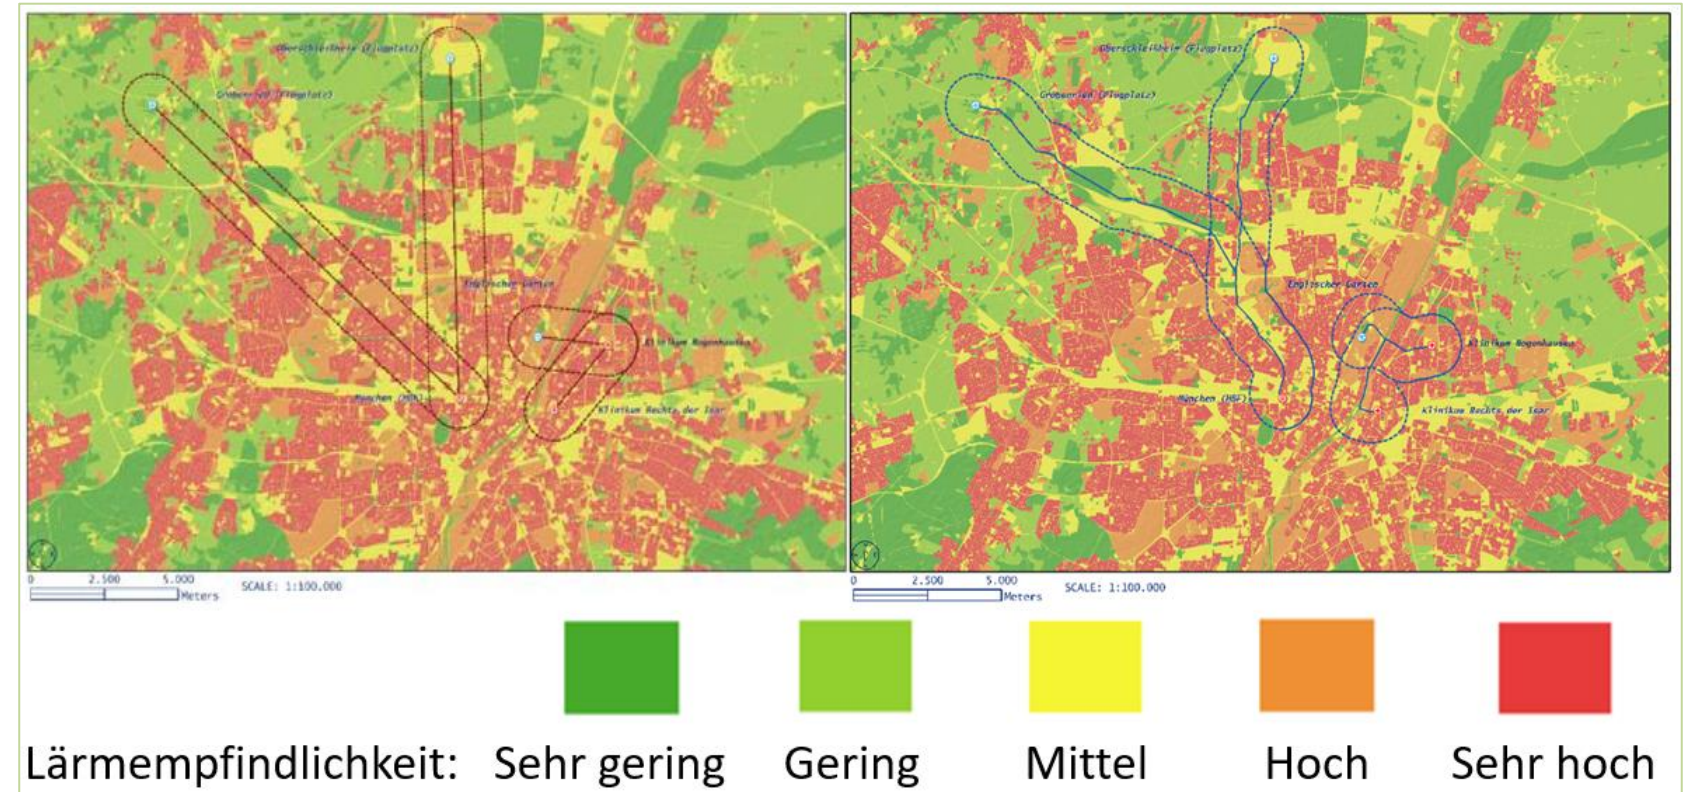 Oberschleißheim (Flugplatz)
Oberschleißheim (Flugplatz)
Grobenried (Flugplatz)
Grobenried (Flugplatz)
Englischer Garten
Englischer Garten
Klinikum Bogenhausen
Klinikum Bogenhausen
München (HBF)
München (HBF)
Klinikum Rechts der Isar
Klinikum Rechts der Isar
0 2.500 5.000
Meters
SCALE: 1:100.000
0 2.500 5.000
Meters
SCALE: 1:100.000
Lärmempfindlichkeit: Sehr gering Gering Mittel Hoch Sehr hoch